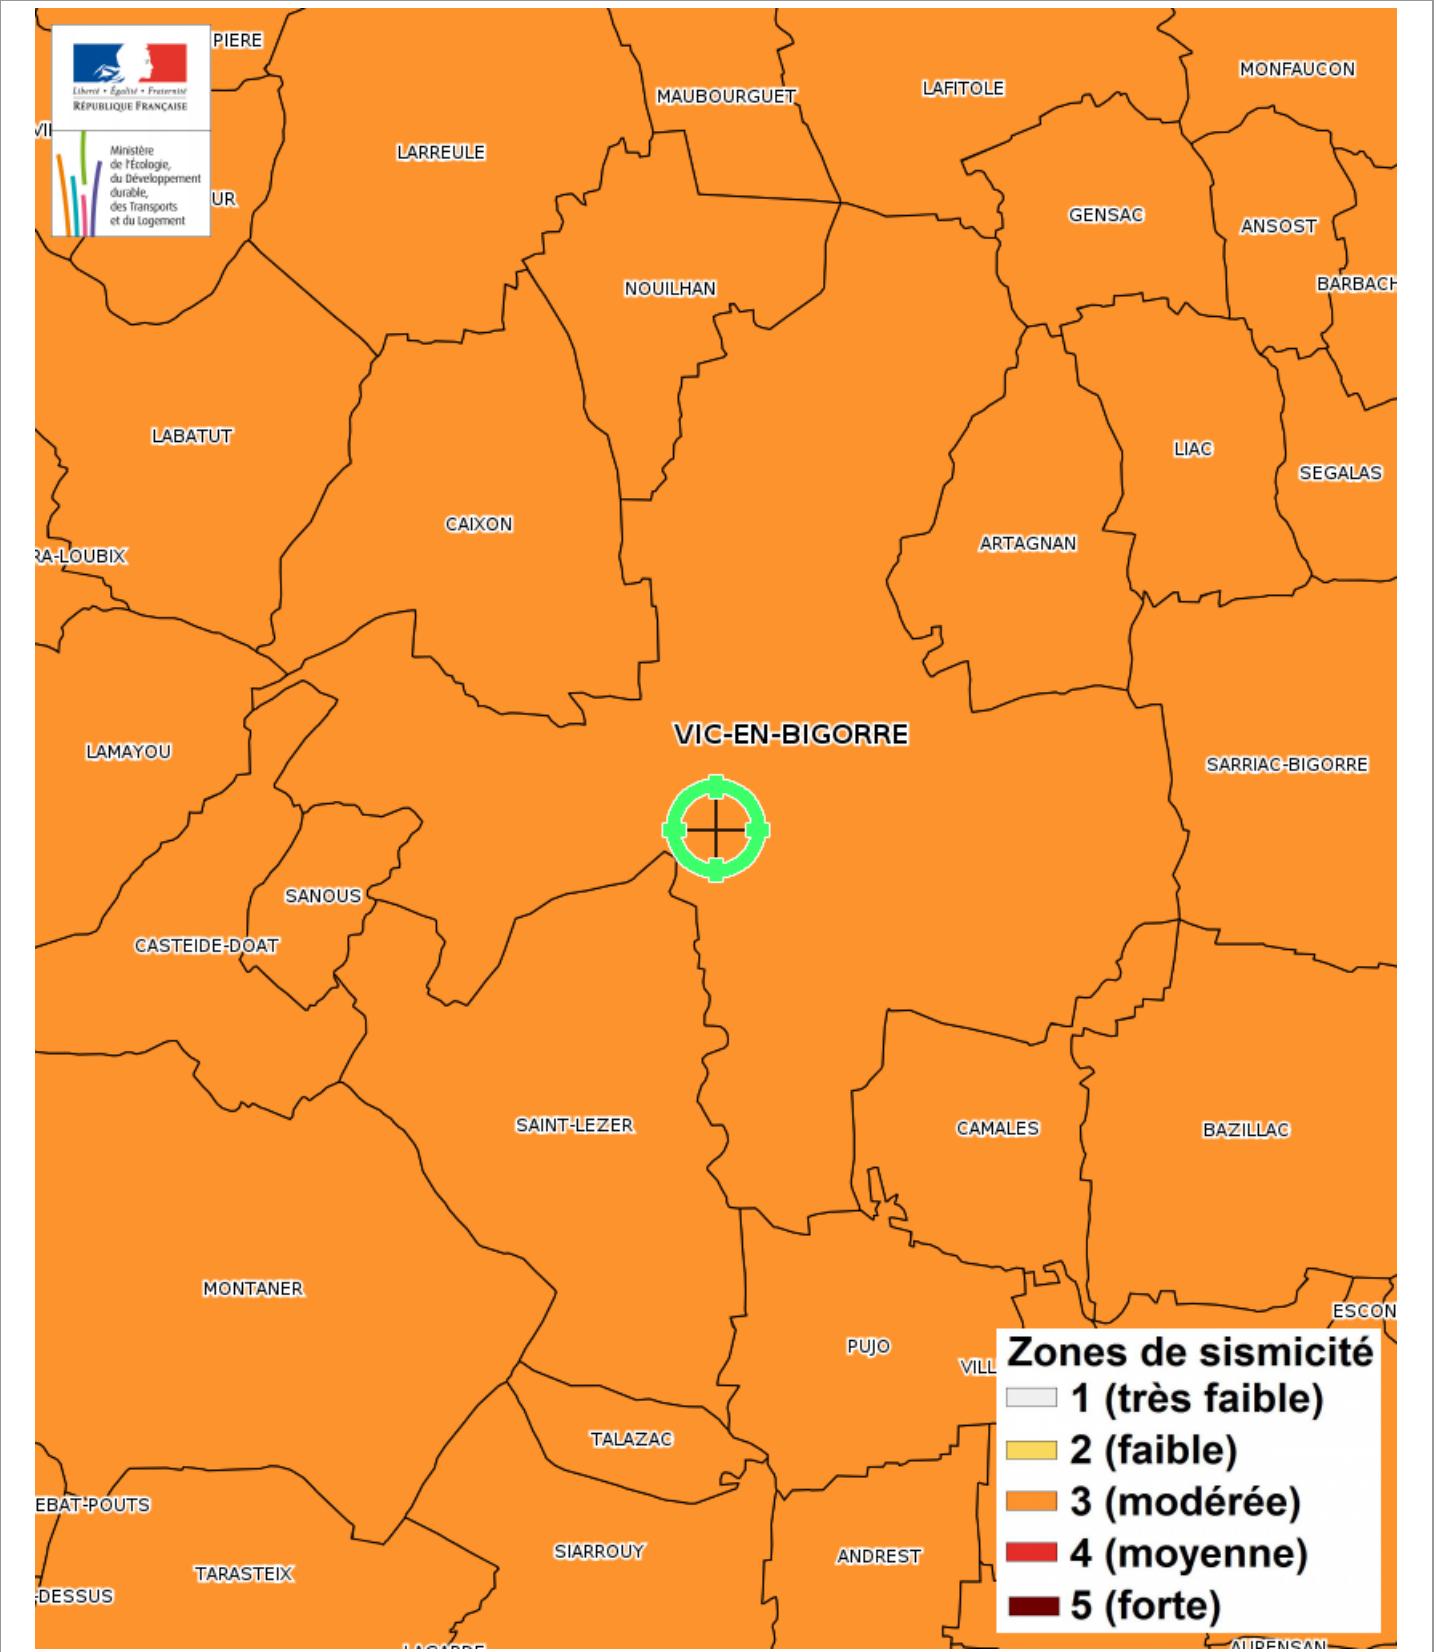 PIERE
Liberté • Égalité • Fraternité
RÉPUBLIQUE FRANÇAISE
Ministère
de l'Écologie,
du Développement
durable,
des Transports
et du Logement
UR
MAUBOURGUET
LAFITOLE
MONFAUCON
LARREULE
GENSAC
ANSOST
NOUILHAN
BARBACH
LABATUT
LIAC
SEGALAS
CAIXON
ARTAGNAN
RA-LOUBIX
VIC-EN-BIGORRE
LAMAYOU
SARRIAC-BIGORRE
SANOUS
CASTEIDE-DOAT
SAINT-LEZER
CAMALES
BAZILLAC
MONTANER
ESCON
PUJO
VILL
TALAZAC
EBAT-POUTS
SIARROUY
ANDREST
TARASTEIX
-DESSUS
Zones de sismicité
1 (très faible)
2 (faible)
3 (modérée)
4 (moyenne)
5 (forte)